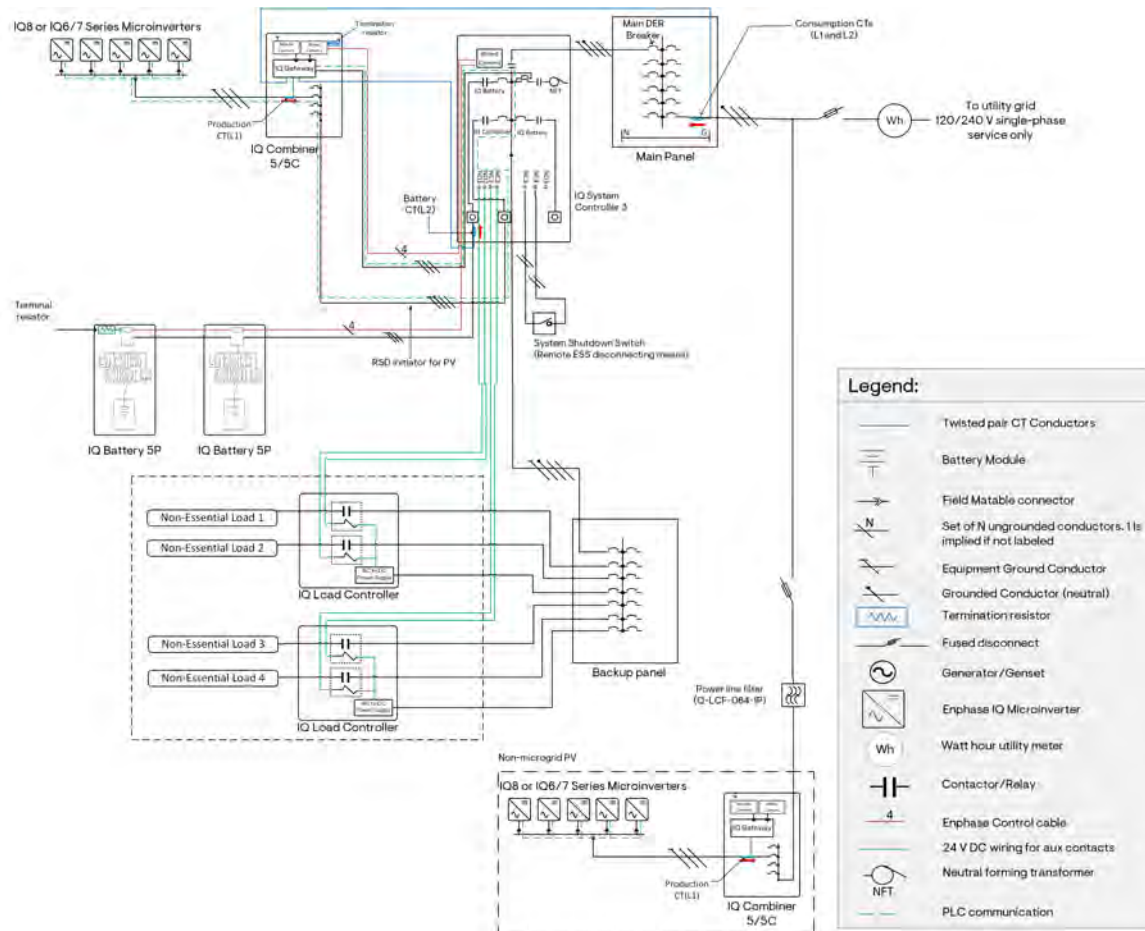 IQ8 or IQ6/7 Series Microinverters
Termination
resistor
IQ Gateway
Production
CT(L1)
IQ Combiner
5/5C
IQ Battery
NFT
IQ Combiner
IQ Battery
Battery
CT(L2)
IQ System
Controller 3
Main DER
Breaker
N
G
Main Panel
Consumption CTs
(L1 and L2)
Wh
To utility grid
120/240 V single-phase
service only
4
Terminal
resistor
4
RSD initiator for PV
System Shutdown Switch
(Remote ESS disconnecting means)
IQ Battery 5P
IQ Battery 5P
Non-Essential Load 1
Non-Essential Load 2
IQ Load Controller
Non-Essential Load 3
Non-Essential Load 4
IQ Load Controller
Backup panel
Power line filter
(Q-LCF-064-IP)
Non-microgrid PV
IQ8 or IQ6/7 Series Microinverters
IQ Gateway
Production
CT(L1)
IQ Combiner
5/5C
Legend:
Twisted pair CT Conductors
Battery Module
Field Matable connector
N
Set of N ungrounded conductors. 1 Is
implied if not labeled
Equipment Ground Conductor
Grounded Conductor (neutral)
Termination resistor
Fused disconnect
Generator/Genset
Enphase IQ Microinverter
Wh
Watt hour utility meter
Contactor/Relay
4
Enphase Control cable
24 V DC wiring for aux contacts
NFT
Neutral forming transformer
PLC communication